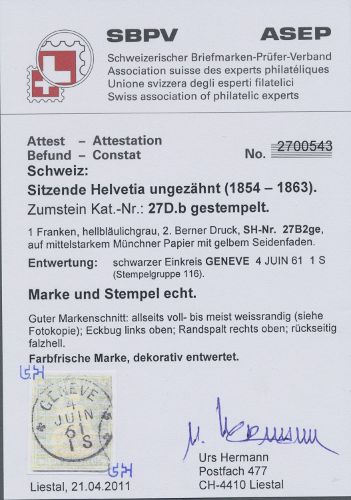 SBPV ASEP
Schweizerischer Briefmarken-Prüfer-Verband
Association suisse des experts philatéliques
Unione svizzera degli esperti filatelici
Swiss association of philatelic experts
Attest – Attestation
Befund – Constat No. 2700543
Schweiz:
Sitzende Helvetia ungezähnt (1854 – 1863).
Zumstein Kat.-Nr.: 27D.b gestempelt.
1 Franken, hellbläulichgrau, 2. Berner Druck, SH-Nr. 27B2ge,
auf mittelstarkem Münchner Papier mit gelbem Seidenfaden.
Entwertung: schwarzer Einkreis GENEVE 4 JUIN 61 1 S
(Stempelgruppe 116).
Marke und Stempel echt.
Guter Markenschnitt: allseits voll- bis meist weissrandig (siehe
Fotokopie); Eckbug links oben; Randspalt rechts oben; rückseitig
falzhell.
Farbfrische Marke, dekorativ entwertet.
GENEVE
4
JUIN
61
1 S
Urs Hermann
Postfach 477
Liestal, 21.04.2011 CH-4410 Liestal